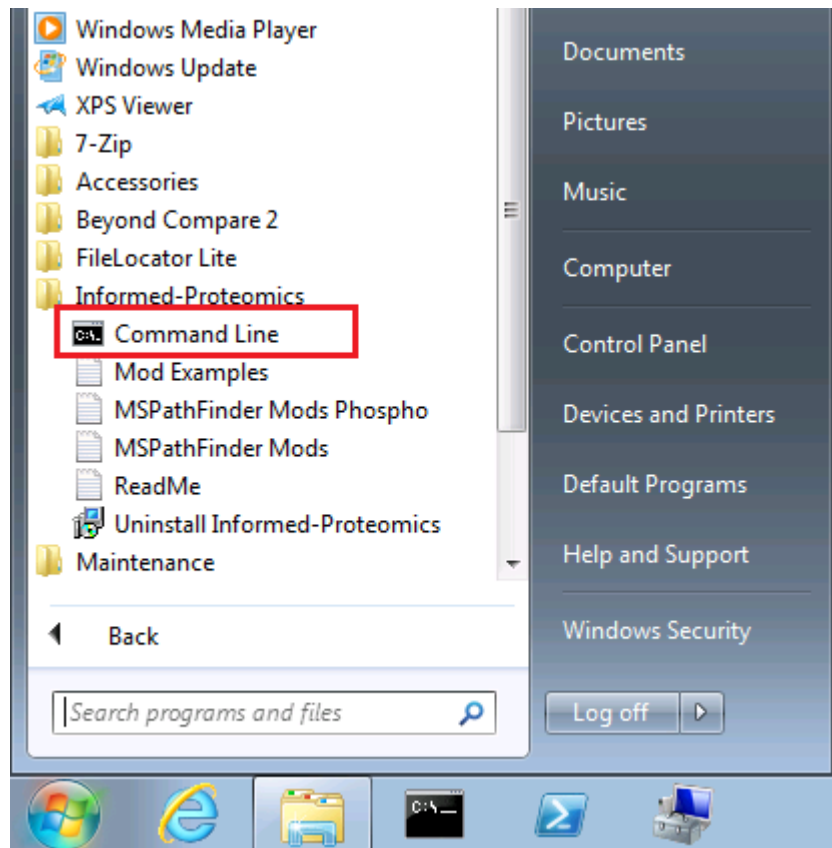 Windows Media Player
Windows Update
XPS Viewer
7-Zip
Accessories
Beyond Compare 2
FileLocator Lite
Informed-Proteomics
C:\. Command Line
Mod Examples
MSPathFinder Mods Phospho
MSPathFinder Mods
ReadMe
Uninstall Informed-Proteomics
Maintenance
Back
Search programs and files
Documents
Pictures
Music
Computer
Control Panel
Devices and Printers
Default Programs
Help and Support
Windows Security
Log off
C:\_